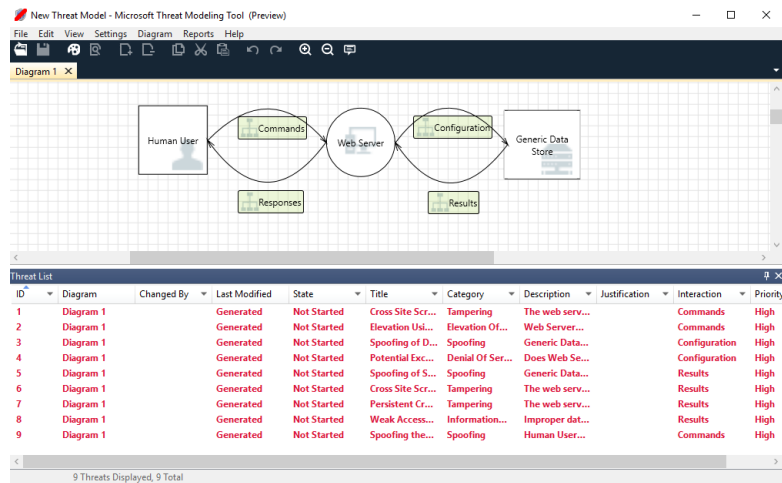 New Threat Model - Microsoft Threat Modeling Tool (Preview)
File Edit View Settings Diagram Reports Help
Diagram 1
Human User
Commands
Web Server
Configuration
Generic Data
Store
Responses
Results
Threat List
ID Diagram Changed By Last Modified State Title Category Description Justification Interaction Priority
1 Diagram 1 Generated Not Started Cross Site Scr... Tampering The web serv... Commands High
2 Diagram 1 Generated Not Started Elevation Usi... Elevation Of... Web Server... Commands High
3 Diagram 1 Generated Not Started Spoofing of D... Spoofing Generic Data... Configuration High
4 Diagram 1 Generated Not Started Potential Exc... Denial Of Ser... Does Web Se... Configuration High
5 Diagram 1 Generated Not Started Spoofing of S... Spoofing Generic Data... Results High
6 Diagram 1 Generated Not Started Cross Site Scr... Tampering The web serv... Results High
7 Diagram 1 Generated Not Started Persistent Cr... Tampering The web serv... Results High
8 Diagram 1 Generated Not Started Weak Access... Information... Improper dat... Results High
9 Diagram 1 Generated Not Started Spoofing the... Spoofing Human User... Commands High
9 Threats Displayed, 9 Total